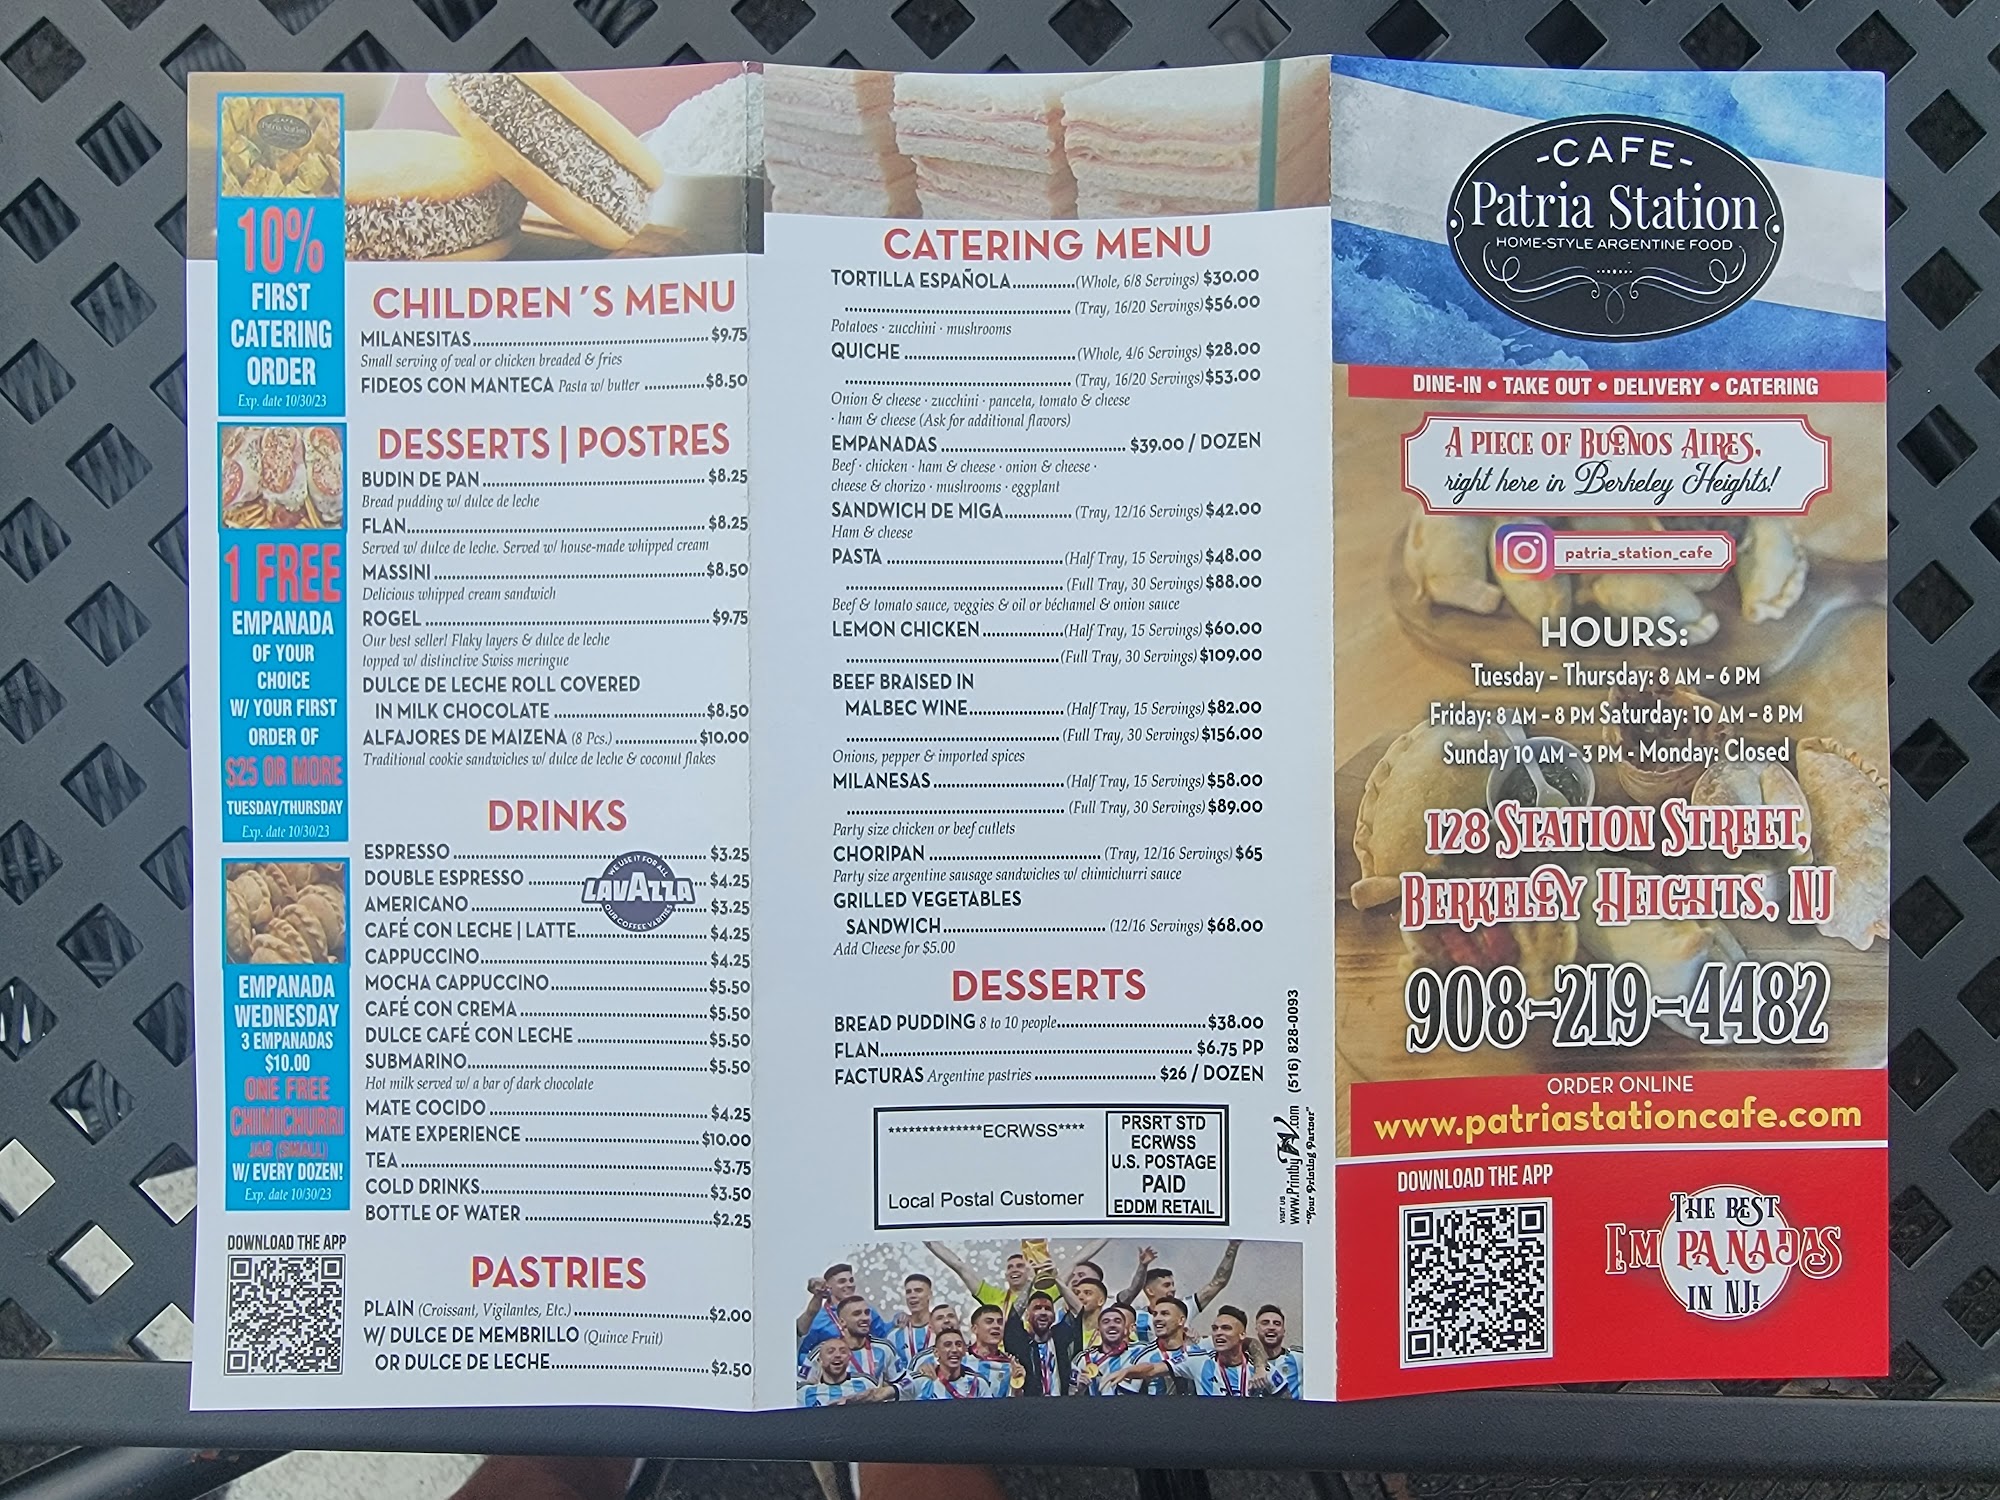 CAFE
Patria Station
10%
FIRST
CATERING
ORDER
Exp. date 10/30/23
1 FREE
EMPANADA
OF YOUR
CHOICE
W/ YOUR FIRST
ORDER OF
$25 OR MORE
TUESDAY/THURSDAY
Exp. date 10/30/23
EMPANADA
WEDNESDAY
3 EMPANADAS
$10.00
ONE FREE
CHIMICHURRI
JAR (SMALL)
W/ EVERY DOZEN!
Exp. date 10/30/23
DOWNLOAD THE APP
CHILDREN´S MENU
MILANESITAS........ $9.75
Small serving of veal or chicken breaded & fries
FIDEOS CON MANTECA Pasta w/ butter ........$8.50
DESSERTS | POSTRES
BUDIN DE PAN........ $8.25
Bread pudding w/ dulce de leche
FLAN........ $8.25
Served w/ dulce de leche. Served w/ house-made whipped cream
MASSINI ........$8.50
Delicious whipped cream sandwich
ROGEL ........$9.75
Our best seller! Flaky layers & dulce de leche
topped w/ distinctive Swiss meringue
DULCE DE LECHE ROLL COVERED
IN MILK CHOCOLATE ........$8.50
ALFAJORES DE MAIZENA (8 Pcs.) ........$10.00
Traditional cookie sandwiches w/ dulce de leche & coconut flakes
DRINKS
ESPRESSO ........ $3.25
DOUBLE ESPRESSO ........ $4.25
AMERICANO........ $3.25
CAFÉ CON LECHE | LATTE........ $4.25
WE USE IT FOR ALL
LAVAZZA
OUR COFFEE VARITIES
CAPPUCCINO........ $4.25
MOCHA CAPPUCCINO........$5.50
CAFÉ CON CREMA ........$5.50
DULCE CAFÉ CON LECHE ........$5.50
SUBMARINO........$5.50
Hot milk served w/ a bar of dark chocolate
MATE COCIDO ........$4.25
MATE EXPERIENCE ........$10.00
TEA........$3.75
COLD DRINKS........$3.50
BOTTLE OF WATER ........$2.25
PASTRIES
PLAIN (Croissant, Vigilantes, Etc.) ........$2.00
W/ DULCE DE MEMBRILLO (Quince Fruit)
OR DULCE DE LECHE........$2.50
CATERING MENU
TORTILLA ESPAÑOLA........(Whole, 6/8 Servings) $30.00
........ (Tray, 16/20 Servings) $56.00
Potatoes · zucchini · mushrooms
QUICHE ........(Whole, 4/6 Servings) $28.00
........ (Tray, 16/20 Servings) $53.00
Onion & cheese · zucchini · panceta, tomato & cheese
· ham & cheese (Ask for additional flavors)
EMPANADAS ........ $39.00 / DOZEN
Beef · chicken · ham & cheese · onion & cheese ·
cheese & chorizo · mushrooms · eggplant
SANDWICH DE MIGA........ (Tray, 12/16 Servings) $42.00
Ham & cheese
PASTA ........(Half Tray, 15 Servings) $48.00
........(Full Tray, 30 Servings) $88.00
Beef & tomato sauce, veggies & oil or béchamel & onion sauce
LEMON CHICKEN ........(Half Tray, 15 Servings) $60.00
........(Full Tray, 30 Servings) $109.00
BEEF BRAISED IN
MALBEC WINE........ (Half Tray, 15 Servings) $82.00
........ (Full Tray, 30 Servings) $156.00
Onions, pepper & imported spices
MILANESAS ........ (Half Tray, 15 Servings) $58.00
........ (Full Tray, 30 Servings) $89.00
Party size chicken or beef cutlets
CHORIPAN ........ (Tray, 12/16 Servings) $65
Party size argentine sausage sandwiches w/ chimichurri sauce
GRILLED VEGETABLES
SANDWICH........ (12/16 Servings) $68.00
Add Cheese for $5.00
DESSERTS
BREAD PUDDING 8 to 10 people........$38.00
FLAN........ $6.75 PP
FACTURAS Argentine pastries ........ $26 / DOZEN
**************ECRWSS****
Local Postal Customer
PRSRT STD
ECRWSS
U.S. POSTAGE
PAID
EDDM RETAIL
VISIT US
www.PrintbyTAV.com (516) 828-0093
"Your Printing Partner"
-CAFE-
Patria Station
HOME-STYLE ARGENTINE FOOD
DINE-IN • TAKE OUT • DELIVERY • CATERING
A PIECE OF BUENOS AIRES,
right here in Berkeley Heights!
patria_station_cafe
HOURS:
Tuesday - Thursday: 8 AM - 6 PM
Friday: 8 AM - 8 PM Saturday: 10 AM - 8 PM
Sunday 10 AM - 3 PM - Monday: Closed
128 STATION STREET,
BERKELEY HEIGHTS, NJ
908-219-4482
ORDER ONLINE
www.patriastationcafe.com
DOWNLOAD THE APP
THE BEST
EMPANADAS
IN NJ!